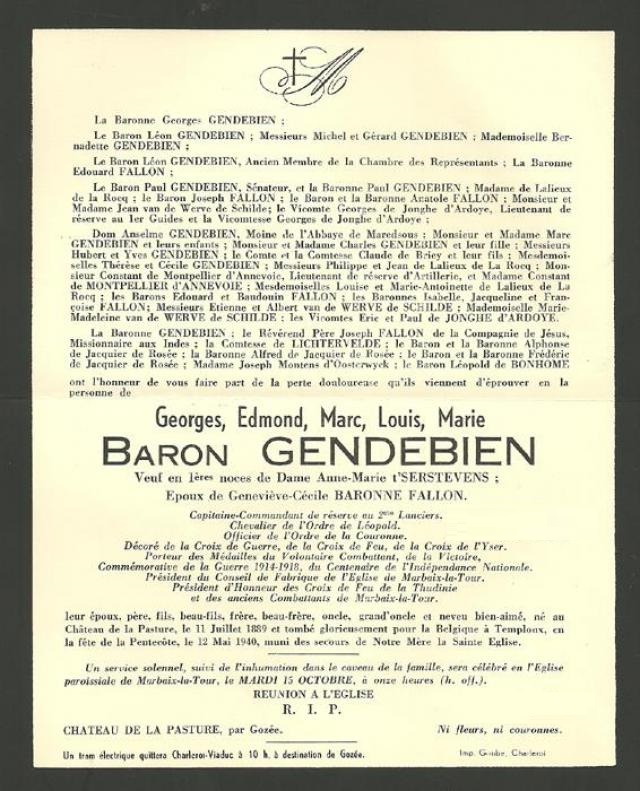 M
La Baronne Georges GENDEBIEN ;
Le Baron Léon GENDEBIEN ; Messieurs Michel et Gérard GENDEBIEN ; Mademoiselle Ber-
nadette GENDEBIEN ;
Le Baron Léon GENDEBIEN, Ancien Membre de la Chambre des Représentants ; La Baronne
Edouard FALLON ;
Le Baron Paul GENDEBIEN, Sénateur, et la Baronne Paul GENDEBIEN ; Madame de Lalieux
de la Rocq ; le Baron Joseph FALLON ; le Baron et la Baronne Anatole FALLON ; Monsieur et
Madame Jean van de Werve de Schilde; le Vicomte Georges de Jonghe d'Ardoye, Lieutenant de
réserve au 1er Guides et la Vicomtesse Georges de Jonghe d'Ardoye ;
Dom Anselme GENDEBIEN, Moine de l'Abbaye de Maredsous ; Monsieur et Madame Marc
GENDEBIEN et leurs enfants ; Monsieur et Madame Charles GENDEBIEN et leur fille ; Messieurs
Hubert et Yves GENDEBIEN ; le Comte et la Comtesse Claude de Briey et leur fils ; Mesdemoi-
selles Thérèse et Cécile GENDEBIEN ; Messieurs Philippe et Jean de Lalieux de La Rocq ; Mon-
sieur Constant de Montpellier d'Annevoie, Lieutenant de réserve d'Artillerie, et Madame Constant
de MONTPELLIER d'ANNEVOIE ; Mesdemoiselles Louise et Marie-Antoinette de Lalieux de La
Rocq ; les Barons Edouard et Baudouin FALLON ; les Baronnes Isabelle, Jacqueline et Fran-
çoise FALLON; Messieurs Etienne et Albert van de WERVE de SCHILDE ; Mademoiselle Marie-
Madeleine van de WERVE de SCHILDE ; les Vicomtes Eric et Paul de JONGHE d'ARDOYE.
La Baronne GENDEBIEN ; le Révérend Père Joseph FALLON de la Compagnie de Jésus,
Missionnaire aux Indes ; la Comtesse de LICHTERVELDE ; le Baron et la Baronne Alphonse
de Jacquier de Rosée ; la Baronne Alfred de Jacquier de Rosée ; le Baron et la Baronne Frédéric
de Jacquier de Rosée ; Madame Joseph Montens d'Oosterwyck ; le Baron Léopold de BONHOME
ont l'honneur de vous faire part de la perte douloureuse qu'ils viennent d'éprouver en la
personne de
Georges, Edmond, Marc, Louis, Marie
BARON GENDEBIEN
Veuf en 1ères noces de Dame Anne-Marie t'SERSTEVENS ;
Epoux de Geneviève-Cécile BARONNE FALLON.
Capitaine-Commandant de réserve au 2me Lanciers.
Chevalier de l'Ordre de Léopold.
Officier de l'Ordre de la Couronne.
Décoré de la Croix de Guerre, de la Croix de Feu, de la Croix de l'Yser.
Porteur des Médailles du Volontaire Combattant, de la Victoire,
Commémorative de la Guerre 1914-1918, du Centenaire de l'Indépendance Nationale.
Président du Conseil de Fabrique de l'Eglise de Marbaix-la-Tour.
Président d'Honneur des Croix de Feu de la Thudinie
et des anciens Combattants de Marbaix-la-Tour.
leur époux, père, fils, beau-fils, frère, beau-frère, oncle, grand'oncle et neveu bien-aimé, né au
Château de la Pasture, le 11 Juillet 1889 et tombé glorieusement pour la Belgique à Temploux, en
la fête de la Pentecôte, le 12 Mai 1940, muni des secours de Notre Mère la Sainte Eglise.
Un service solennel, suivi de l'inhumation dans le caveau de la famille, sera célébré en l'Eglise
paroissiale de Marbaix-la-Tour, le MARDI 15 OCTOBRE, à onze heures (h. off.).
REUNION A L'EGLISE
R. I. P.
CHATEAU DE LA PASTURE, par Gozée.
Ni fleurs, ni couronnes.
Un tram électrique quittera Charleroi-Viaduc à 10 h. à destination de Gozée.
Imp. Charleroi